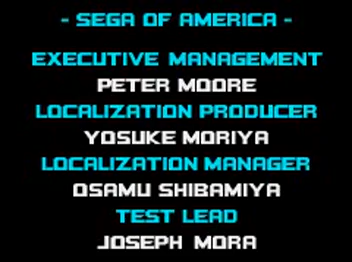 - SEGA OF AMERICA -
EXECUTIVE MANAGEMENT
PETER MOORE
LOCALIZATION PRODUCER
YOSUKE MORIYA
LOCALIZATION MANAGER
OSAMU SHIBAMIYA
TEST LEAD
JOSEPH MORA